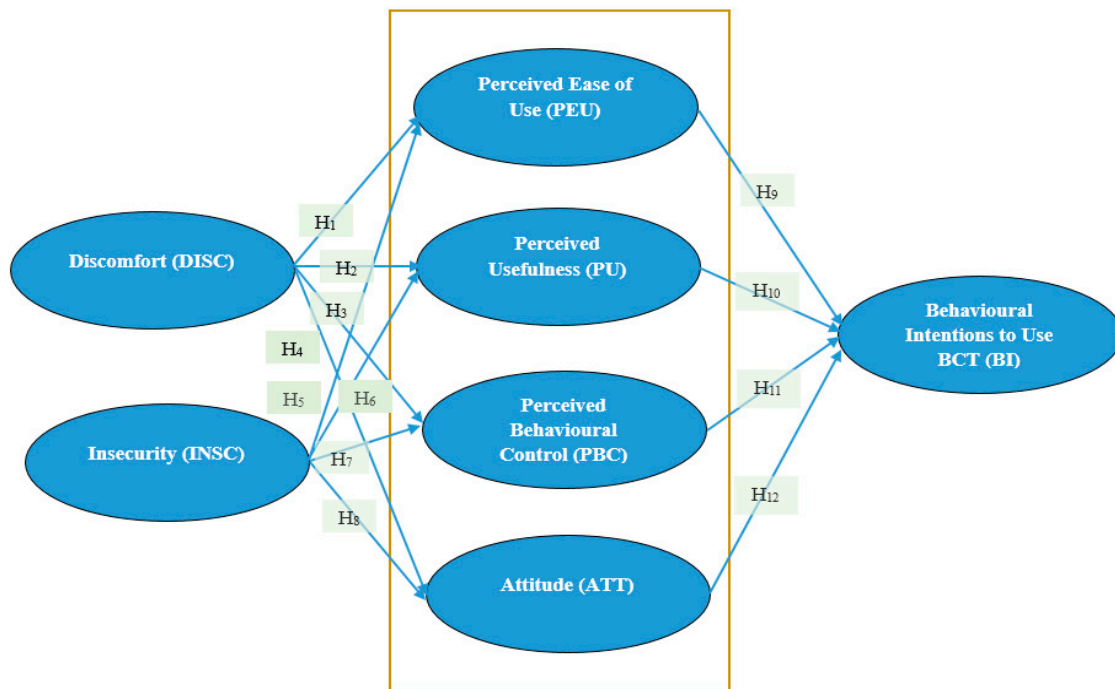 Perceived Ease of
Use (PEU)
H₁
H₉
Discomfort (DISC)
H₂
Perceived
Usefulness (PU)
H₁₀
H₃
Behavioural
Intentions to Use
BCT (BI)
H₄
H₅
H₆
H₁₁
Insecurity (INSC)
H₇
Perceived
Behavioural
Control (PBC)
H₁₂
H₈
Attitude (ATT)